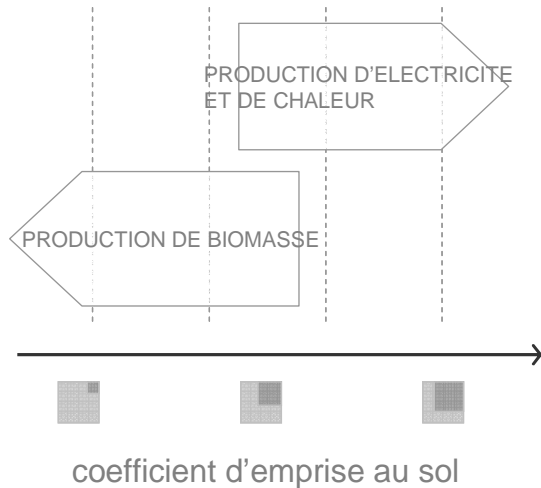 PRODUCTION D'ELECTRICITE
ET DE CHALEUR
PRODUCTION DE BIOMASSE
coefficient d'emprise au sol